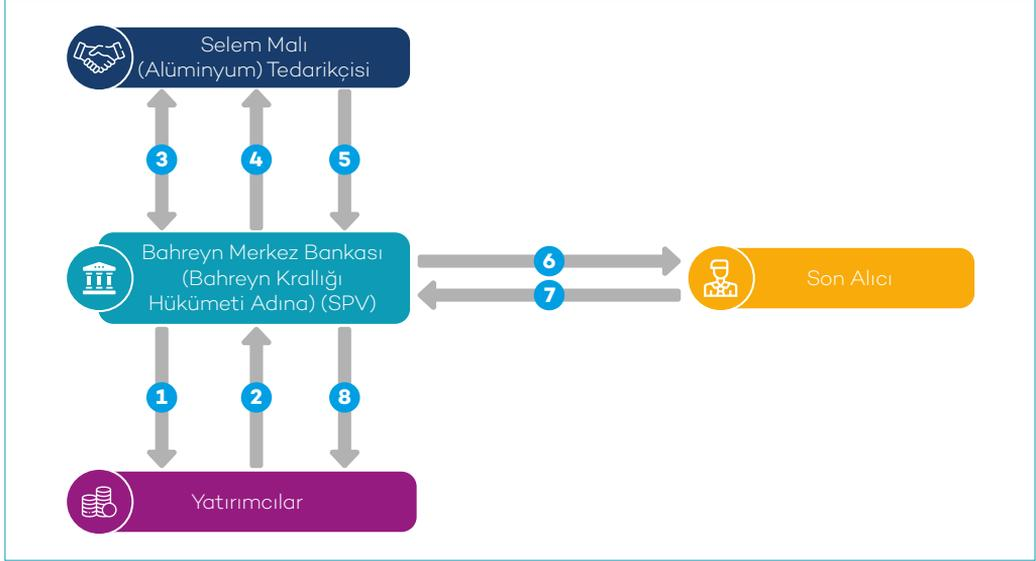 Selem Malı
(Alüminyum) Tedarikçisi
3
4
5
Bahreyn Merkez Bankası
(Bahreyn Krallığı
Hükümeti Adına) (SPV)
6
7
Son Alıcı
1
2
8
Yatırımcılar